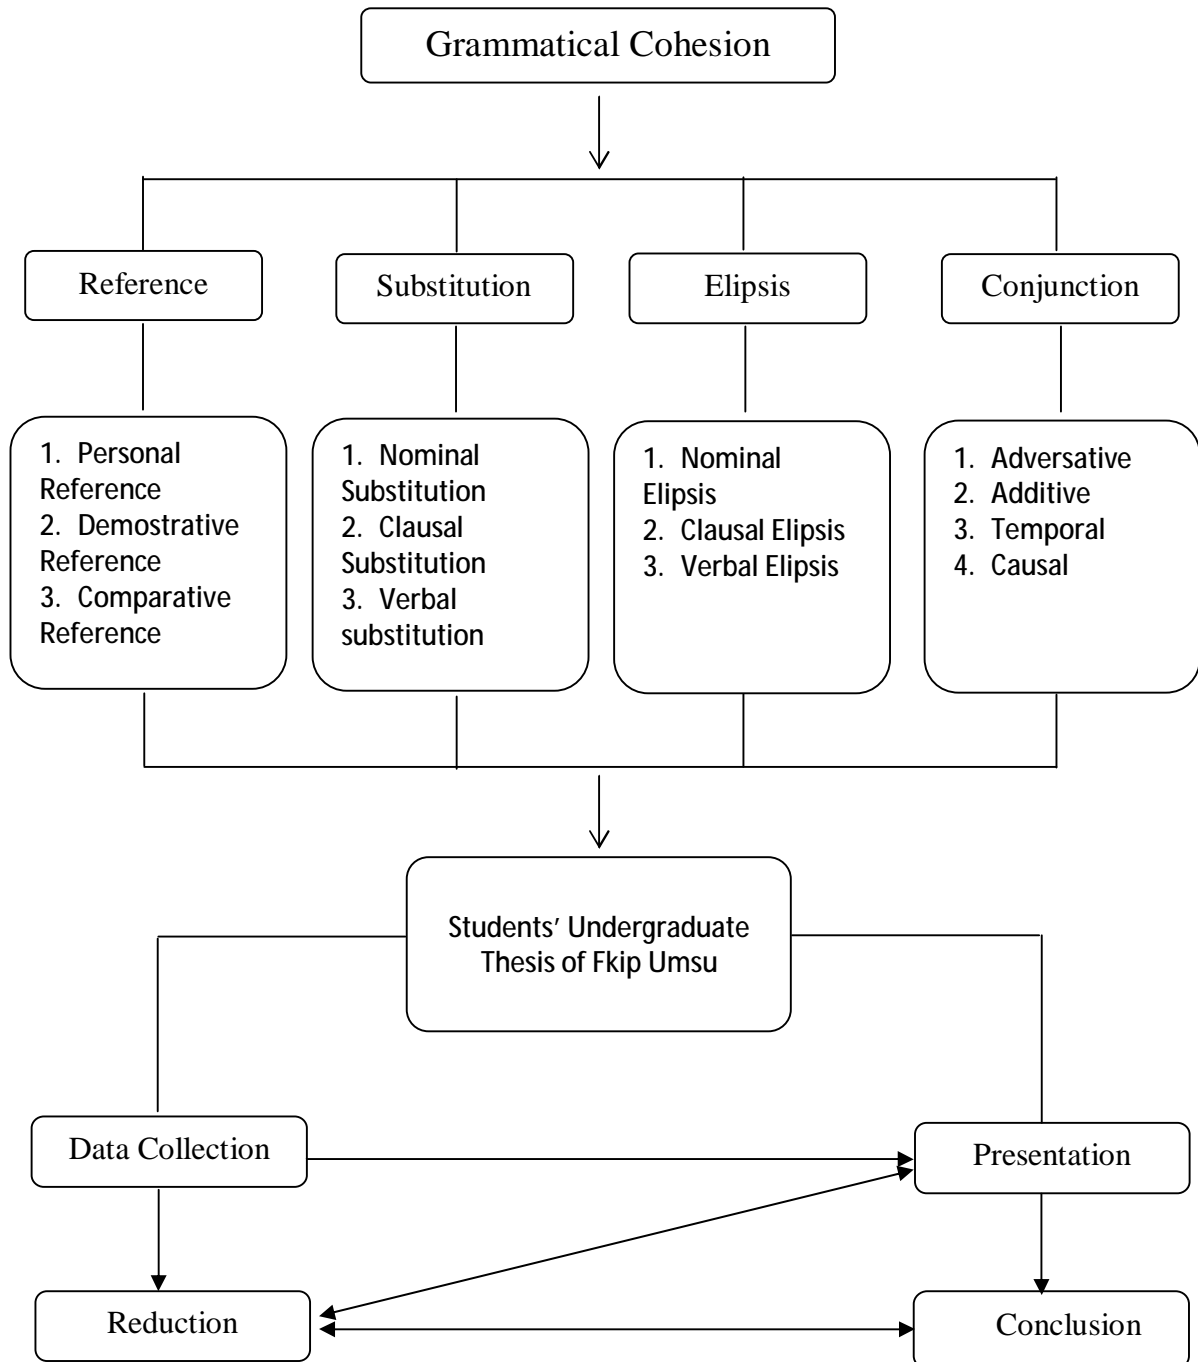 Grammatical Cohesion
Reference
Substitution
Elipsis
Conjunction
1. Personal
Reference
2. Demostrative
Reference
3. Comparative
Reference
1. Nominal
Substitution
2. Clausal
Substitution
3. Verbal
substitution
1. Nominal
Elipsis
2. Clausal Elipsis
3. Verbal Elipsis
1. Adversative
2. Additive
3. Temporal
4. Causal
Students’ Undergraduate
Thesis of Fkip Umsu
Data Collection
Presentation
Reduction
Conclusion